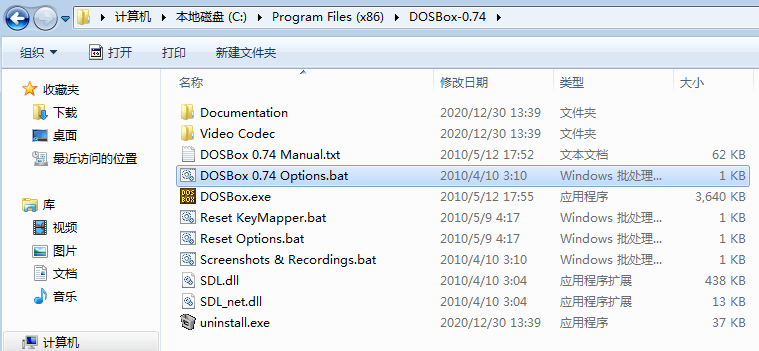 计算机 本地磁盘 (C:) Program Files (x86) DOSBox-0.74
组织 打开 打印 新建文件夹
收藏夹
下载
桌面
最近访问的位置
库
视频
图片
文档
音乐
计算机
名称 修改日期 类型 大小
Documentation 2020/12/30 13:39 文件夹
Video Codec 2020/12/30 13:39 文件夹
DOSBox 0.74 Manual.txt 2010/5/12 17:52 文本文档 62 KB
DOSBox 0.74 Options.bat 2010/4/10 3:10 Windows 批处理... 1 KB
DOSBox.exe 2010/5/12 17:55 应用程序 3,640 KB
Reset KeyMapper.bat 2010/5/9 4:17 Windows 批处理... 1 KB
Reset Options.bat 2010/5/9 4:17 Windows 批处理... 1 KB
Screenshots & Recordings.bat 2010/4/10 3:10 Windows 批处理... 1 KB
SDL.dll 2010/4/10 3:04 应用程序扩展 438 KB
SDL_net.dll 2010/4/10 3:04 应用程序扩展 13 KB
uninstall.exe 2020/12/30 13:39 应用程序 37 KB